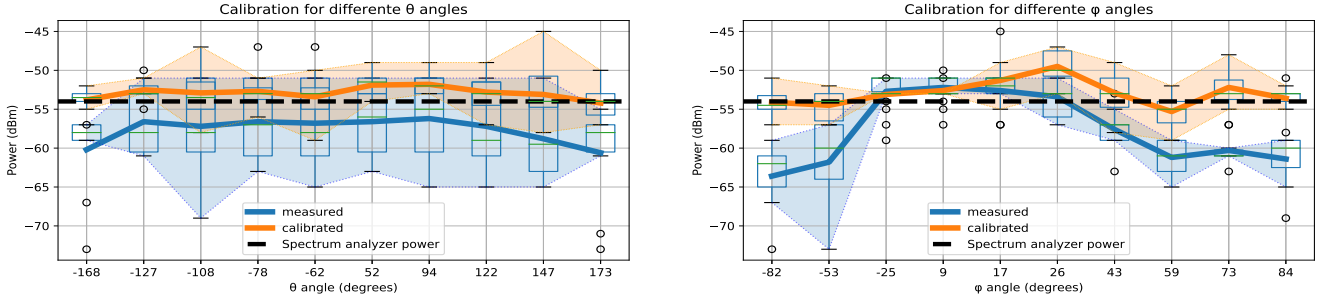 Calibration for differente θ angles
Power (dBm)
−45
−50
−55
−60
−65
−70
measured
calibrated
Spectrum analyzer power
-168 -127 -108 -78 -62 52 94 122 147 173
θ angle (degrees)
Calibration for differente φ angles
Power (dBm)
−45
−50
−55
−60
−65
−70
measured
calibrated
Spectrum analyzer power
-82 -53 -25 9 17 26 43 59 73 84
φ angle (degrees)